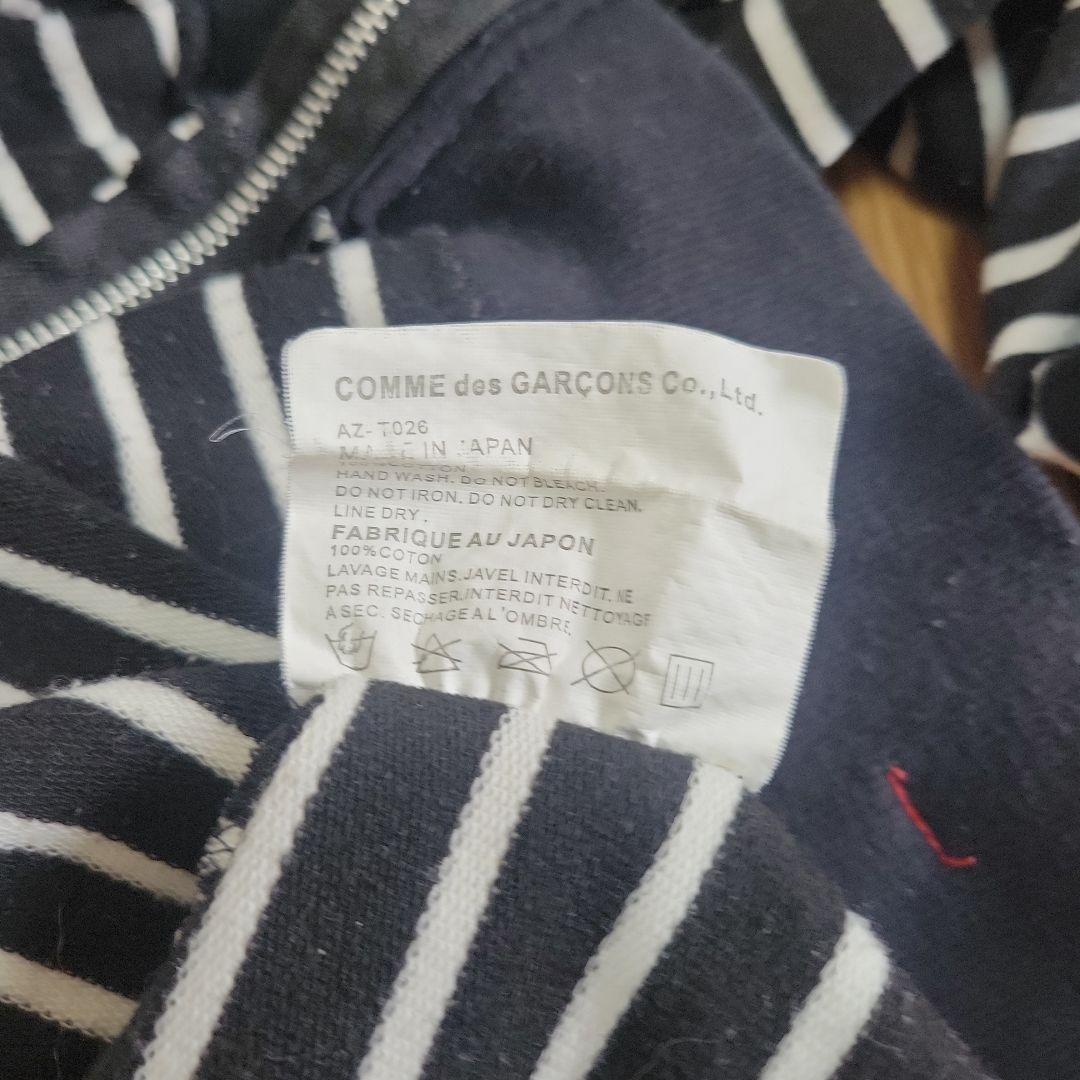 COMME des GARÇONS Co., Ltd.
AZ-T026
MADE IN JAPAN
100%COTTON
HAND WASH. DO NOT BLEACH.
DO NOT IRON. DO NOT DRY CLEAN.
LINE DRY.
FABRIQUE AU JAPON
100%COTON
LAVAGE MAINS.JAVEL INTERDIT. NE
PAS REPASSER.INTERDIT NETTOYAGE
A SEC. SECHAGE A L'OMBRE.